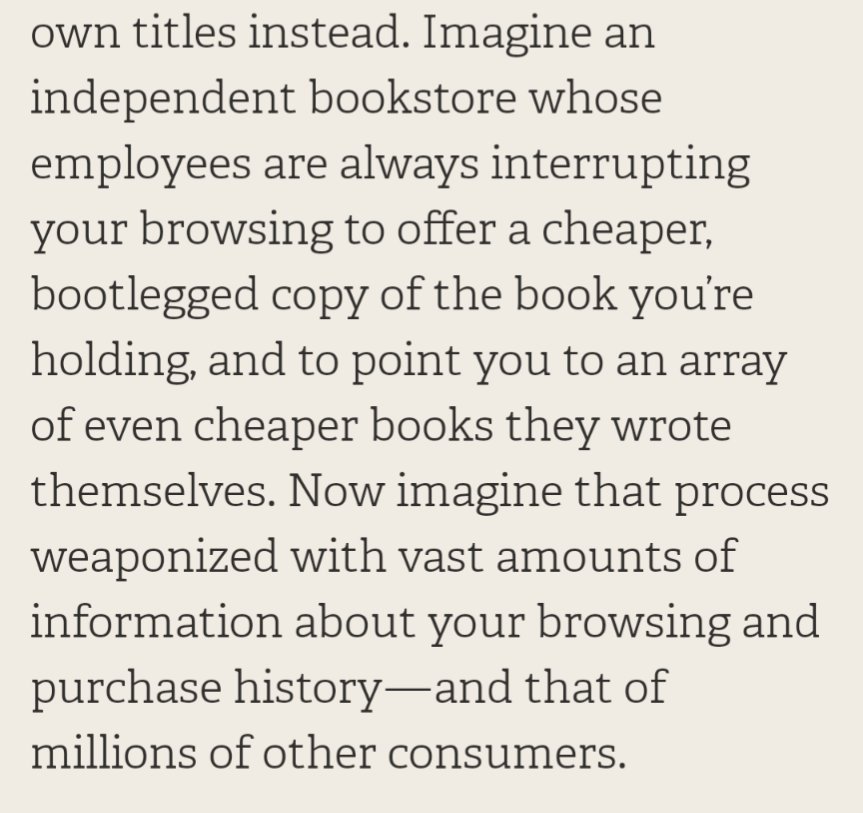 own titles instead. Imagine an
independent bookstore whose
employees are always interrupting
your browsing to offer a cheaper,
bootlegged copy of the book you’re
holding, and to point you to an array
of even cheaper books they wrote
themselves. Now imagine that process
weaponized with vast amounts of
information about your browsing and
purchase history—and that of
millions of other consumers.